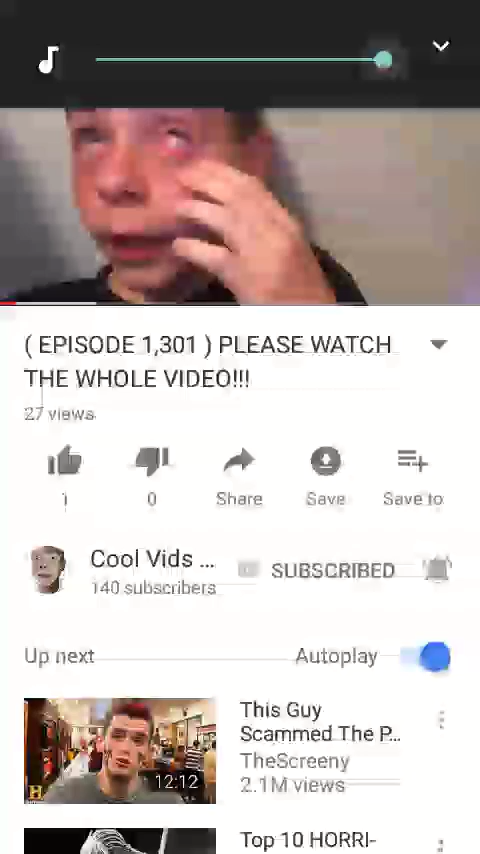 ( EPISODE 1,301 ) PLEASE WATCH
THE WHOLE VIDEO!!!
27 views
1
0
Share
Save
Save to
Cool Vids ...
SUBSCRIBED
140 subscribers
Up next
Autoplay
This Guy
Scammed The P...
TheScreeny
2.1M views
12:12
H
Top 10 HORRI-